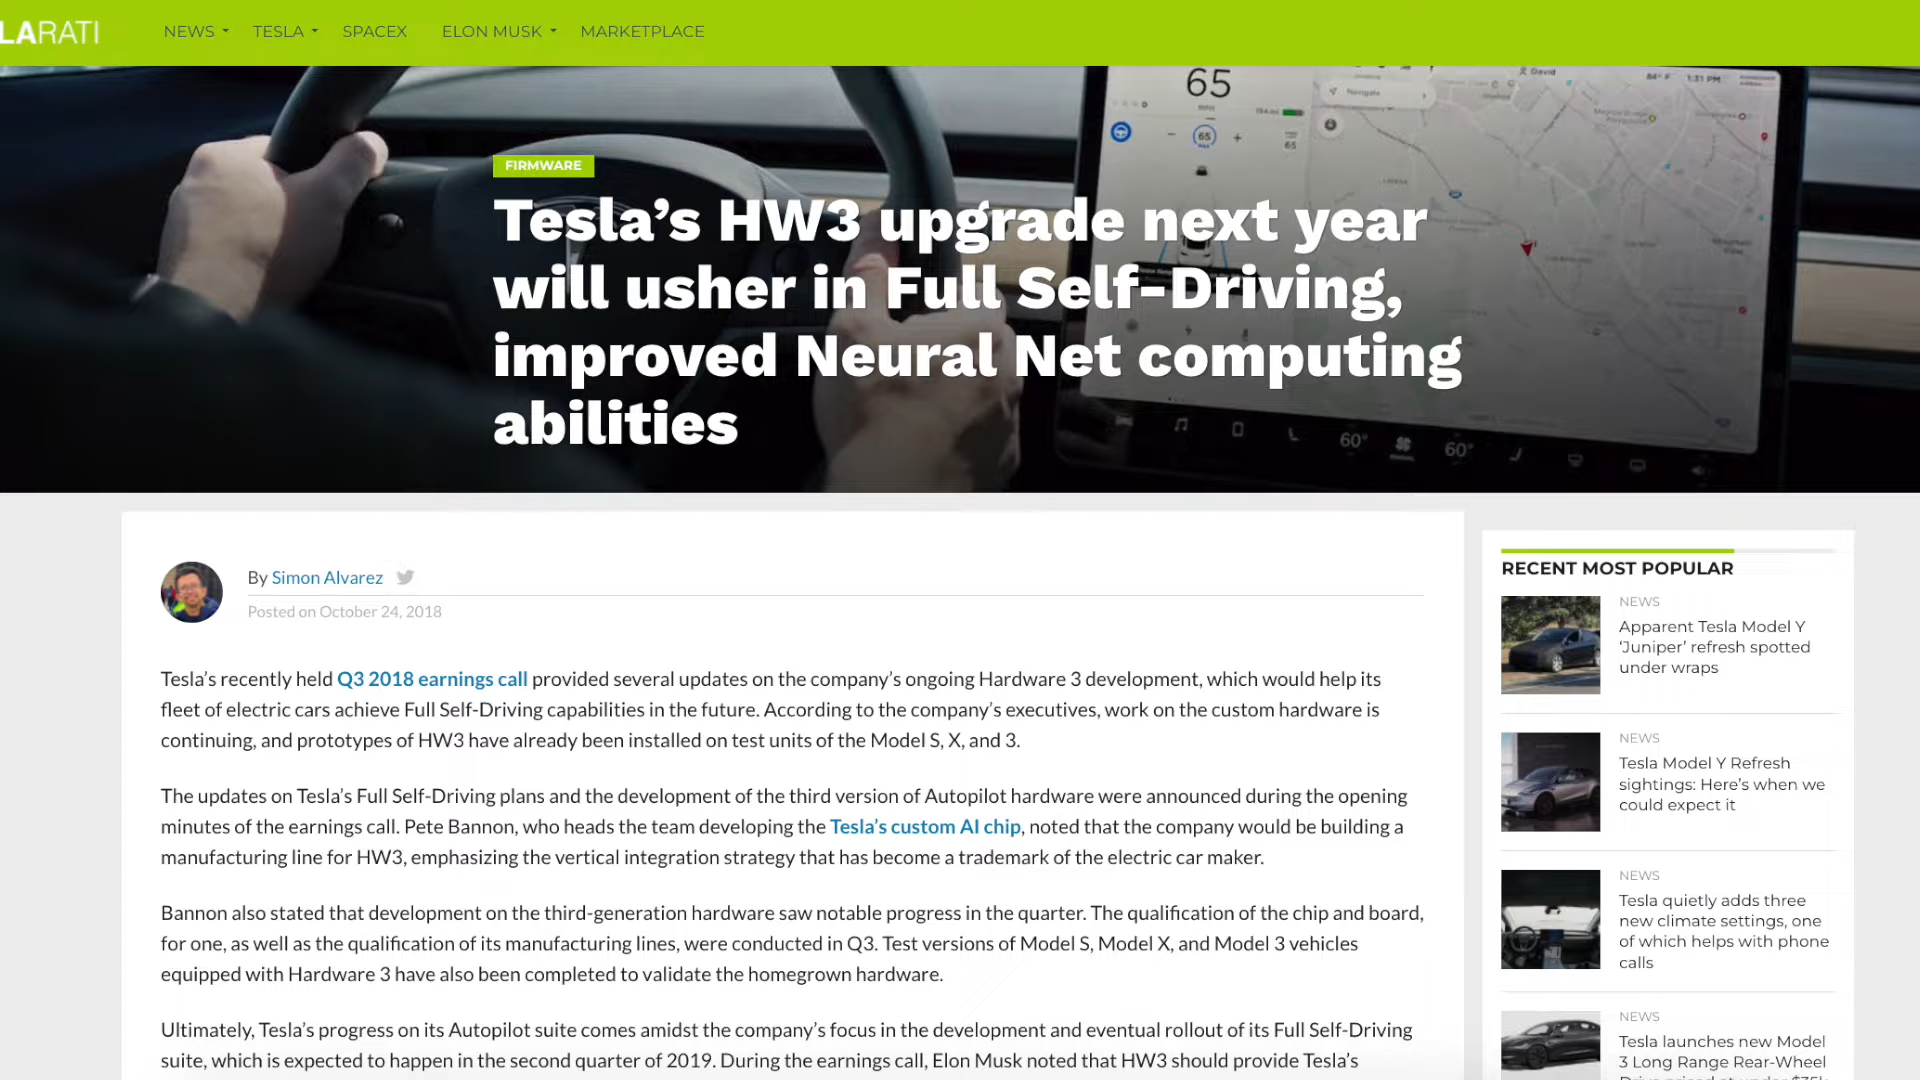 LARATI
NEWS
TESLA
SPACEX
ELON MUSK
MARKETPLACE
65
David
84° F
1:31 PM
Navigate
65
MAX
65
FIRMWARE
Tesla’s HW3 upgrade next year
will usher in Full Self-Driving,
improved Neural Net computing
abilities
60°
60°
By Simon Alvarez
Posted on October 24, 2018
Tesla’s recently held Q3 2018 earnings call provided several updates on the company’s ongoing Hardware 3 development, which would help its
fleet of electric cars achieve Full Self-Driving capabilities in the future. According to the company’s executives, work on the custom hardware is
continuing, and prototypes of HW3 have already been installed on test units of the Model S, X, and 3.
The updates on Tesla’s Full Self-Driving plans and the development of the third version of Autopilot hardware were announced during the opening
minutes of the earnings call. Pete Bannon, who heads the team developing the Tesla’s custom AI chip, noted that the company would be building a
manufacturing line for HW3, emphasizing the vertical integration strategy that has become a trademark of the electric car maker.
Bannon also stated that development on the third-generation hardware saw notable progress in the quarter. The qualification of the chip and board,
for one, as well as the qualification of its manufacturing lines, were conducted in Q3. Test versions of Model S, Model X, and Model 3 vehicles
equipped with Hardware 3 have also been completed to validate the homegrown hardware.
Ultimately, Tesla’s progress on its Autopilot suite comes amidst the company’s focus in the development and eventual rollout of its Full Self-Driving
suite, which is expected to happen in the second quarter of 2019. During the earnings call, Elon Musk noted that HW3 should provide Tesla’s
RECENT MOST POPULAR
NEWS
Apparent Tesla Model Y
‘Juniper’ refresh spotted
under wraps
NEWS
Tesla Model Y Refresh
sightings: Here’s when we
could expect it
NEWS
Tesla quietly adds three
new climate settings, one
of which helps with phone
calls
NEWS
Tesla launches new Model
3 Long Range Rear-Wheel